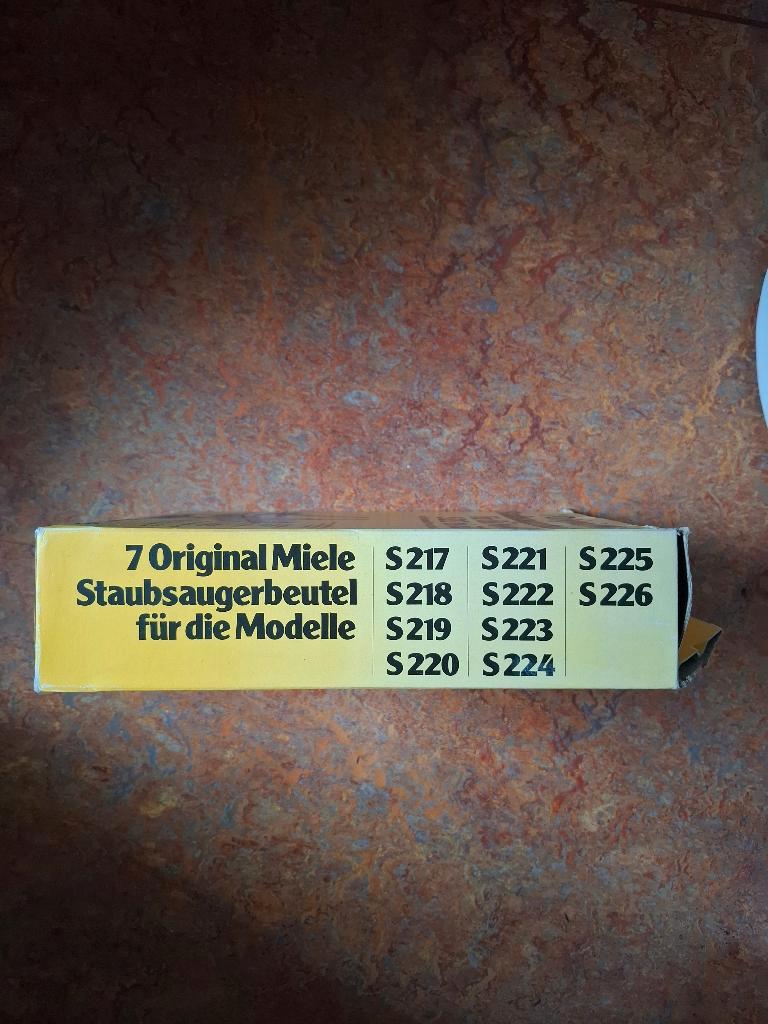 7 Original Miele
Staubsaugerbeutel
für die Modelle
S217
S218
S219
S220
S221
S222
S223
S224
S225
S226